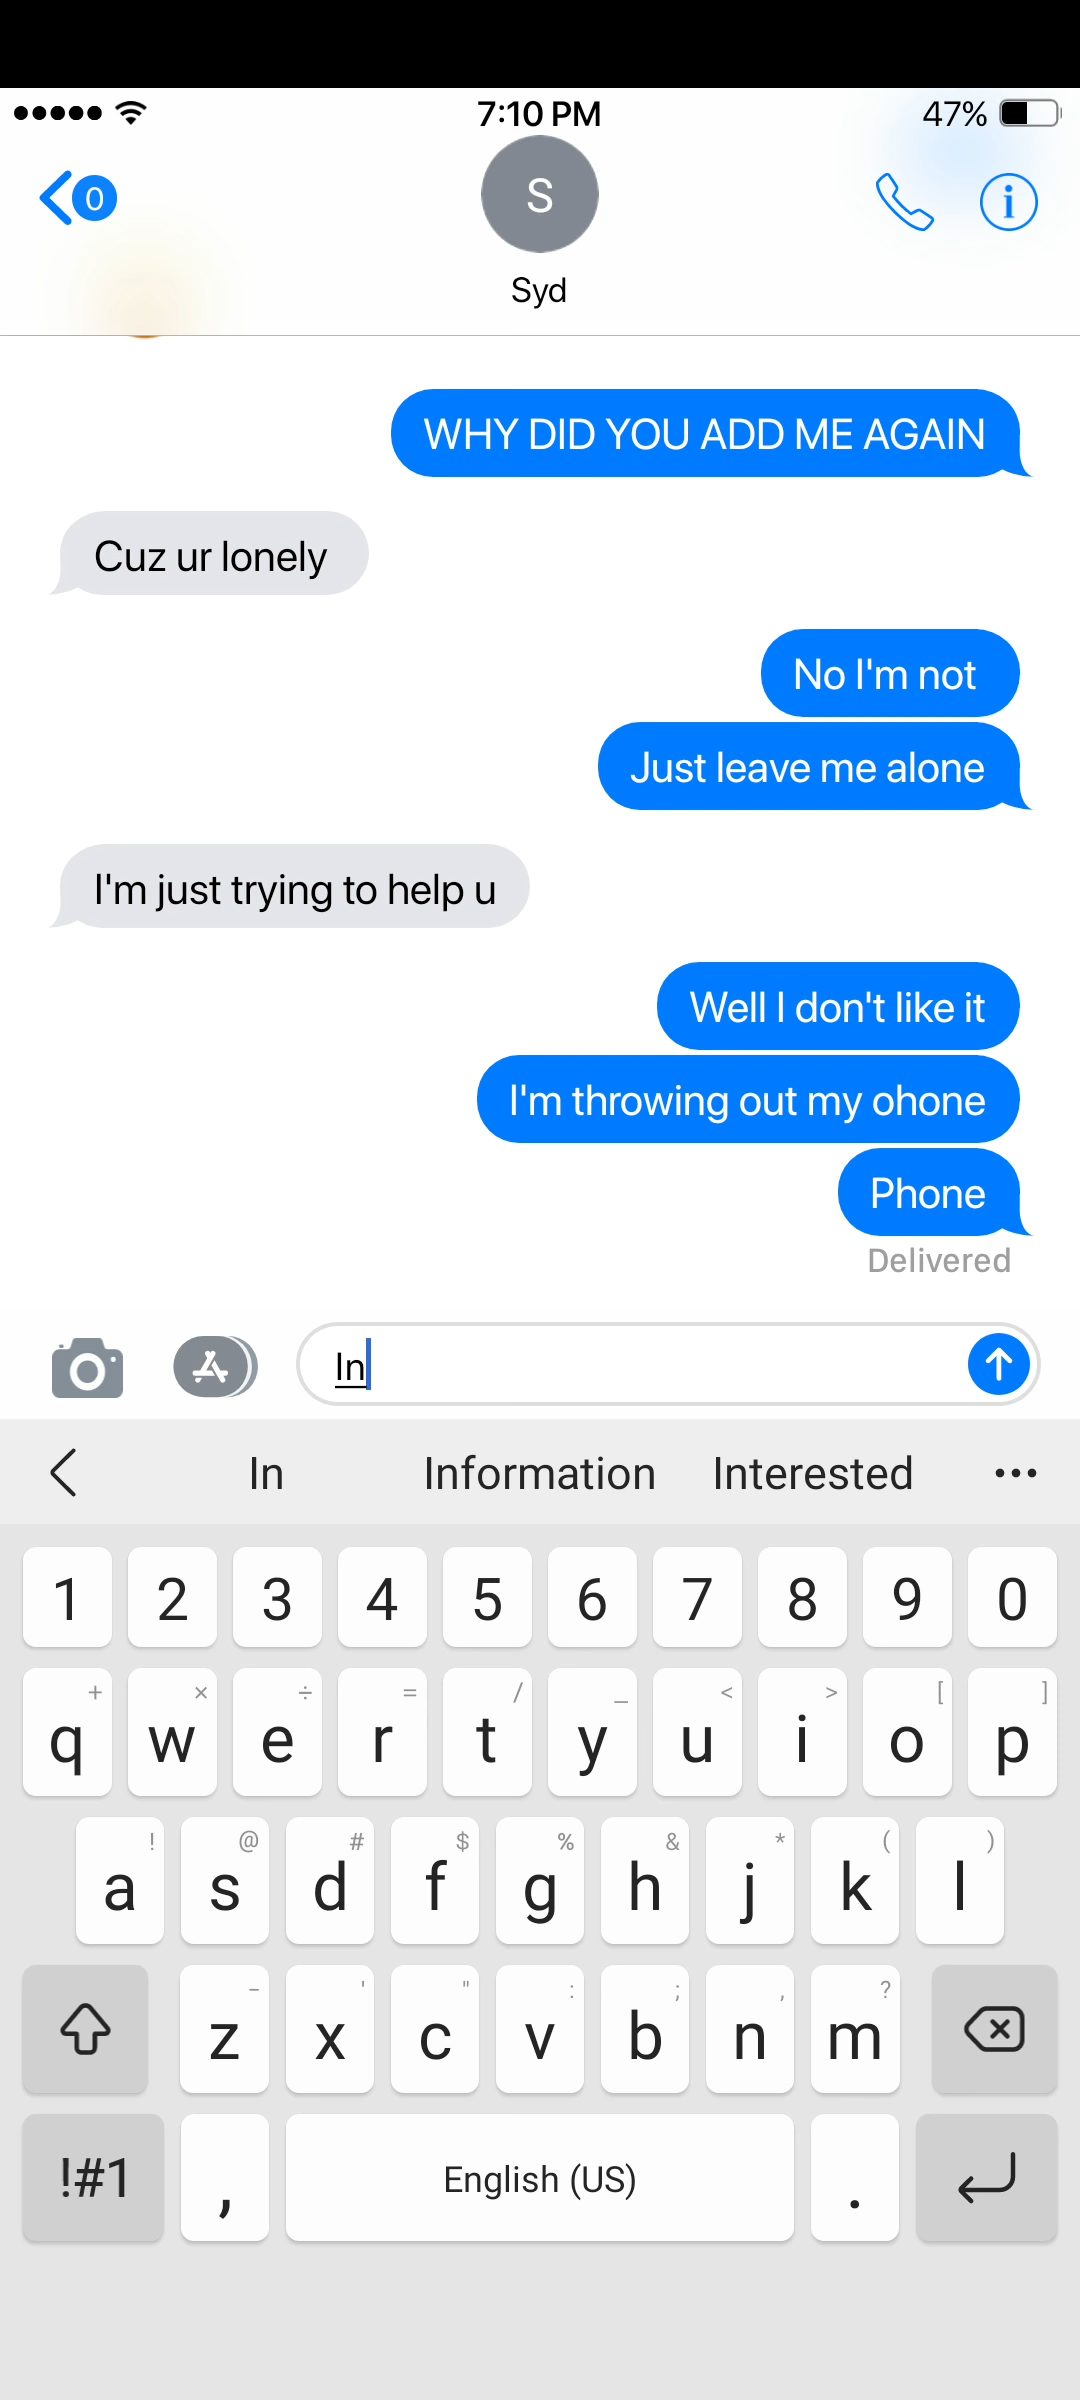 7:10 PM 47%
0
S
Syd
WHY DID YOU ADD ME AGAIN
Cuz ur lonely
No I'm not
Just leave me alone
I'm just trying to help u
Well I don't like it
I'm throwing out my ohone
Phone
Delivered
In
In Information Interested
1 2 3 4 5 6 7 8 9 0
+ × ÷ = / _ < > [ ]
q w e r t y u i o p
! @ # $ % & * ( )
a s d f g h j k l
- ' " : ; , ?
z x c v b n m
!#1 , English (US) .